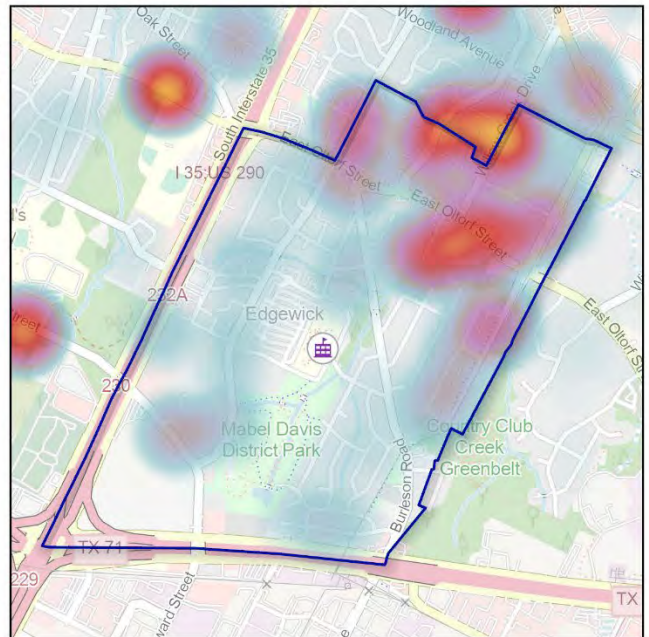 Oak Street
Woodland Avenue
South Interstate 35
Drive
East Oltorf Street
I 35;US 290
East Oltorf Street
232A
East Oltorf
Edgewick
230
Mabel Davis
District Park
Country Club
Creek
Greenbelt
Burleson Road
TX 71
229
TX